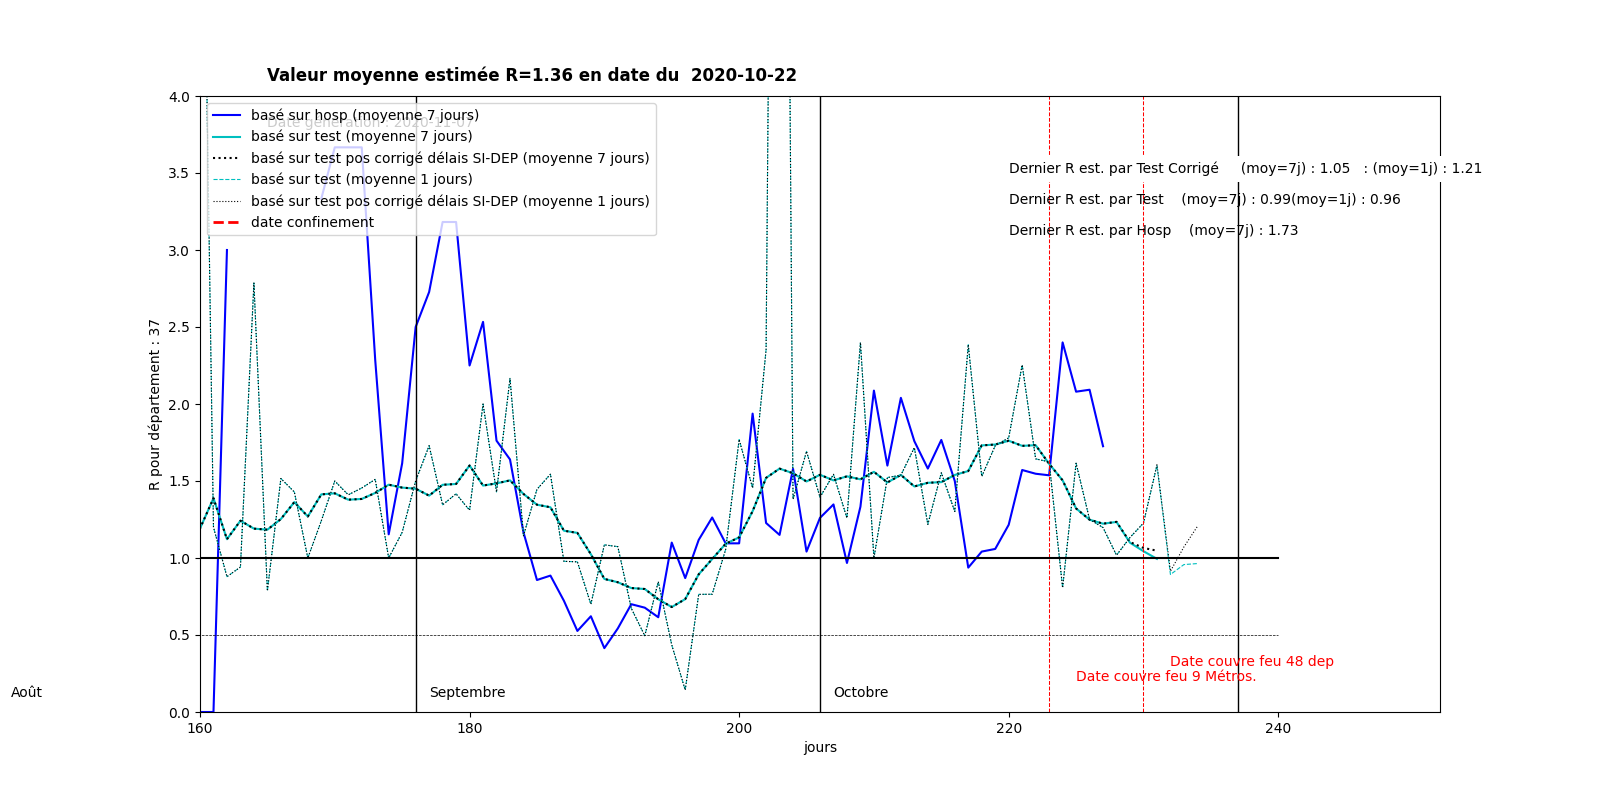 Valeur moyenne estimée R=1.36 en date du  2020-10-22
4.0
3.5
3.0
2.5
2.0
1.5
1.0
0.5
0.0
R pour département : 37
basé sur hosp (moyenne 7 jours)
Date génération : 2020-11-07
basé sur test (moyenne 7 jours)
basé sur test pos corrigé délais SI-DEP (moyenne 7 jours)
basé sur test (moyenne 1 jours)
basé sur test pos corrigé délais SI-DEP (moyenne 1 jours)
date confinement
Dernier R est. par Test Corrigé     (moy=7j) : 1.05   : (moy=1j) : 1.21
Dernier R est. par Test    (moy=7j) : 0.99(moy=1j) : 0.96
Dernier R est. par Hosp    (moy=7j) : 1.73
Date couvre feu 48 dep
Date couvre feu 9 Métros.
Août
Septembre
Octobre
160
180
200
220
240
jours